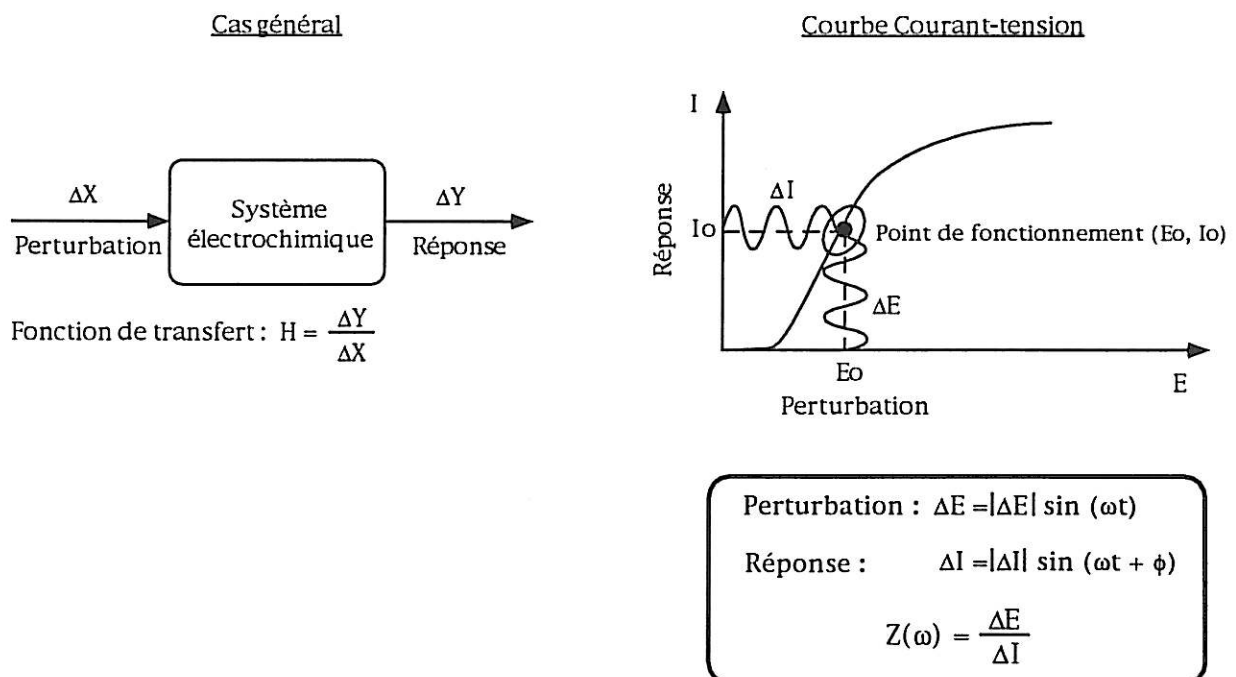 Cas général
ΔX
Perturbation
Système
électrochimique
ΔY
Réponse
Fonction de transfert : H = ΔY / ΔX
Courbe Courant-tension
I
Réponse
Io
ΔI
Point de fonctionnement (Eo, Io)
ΔE
Eo
E
Perturbation
Perturbation : ΔE =|ΔE| sin (ωt)
Réponse : ΔI =|ΔI| sin (ωt + ϕ)
Z(ω) = ΔE / ΔI